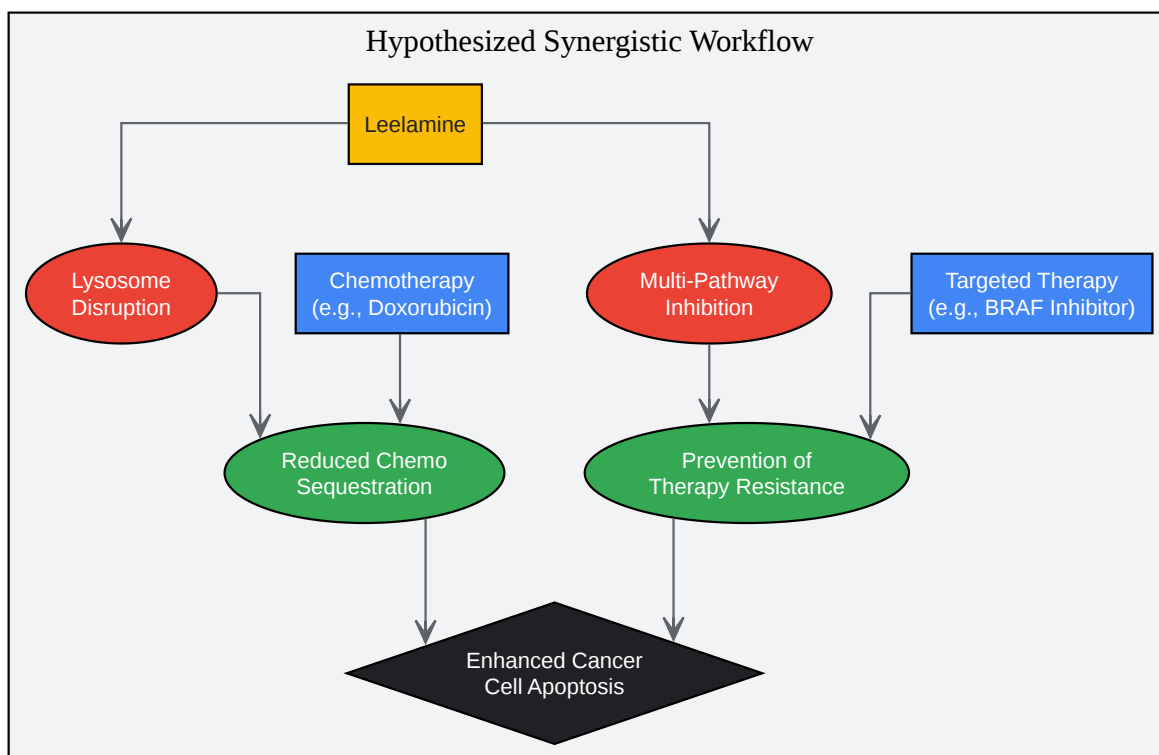 Hypothesized Synergistic Workflow
Leelamine
Lysosome
Disruption
Chemotherapy
(e.g., Doxorubicin)
Multi-Pathway
Inhibition
Targeted Therapy
(e.g., BRAF Inhibitor)
Reduced Chemo
Sequestration
Prevention of
Therapy Resistance
Enhanced Cancer
Cell Apoptosis